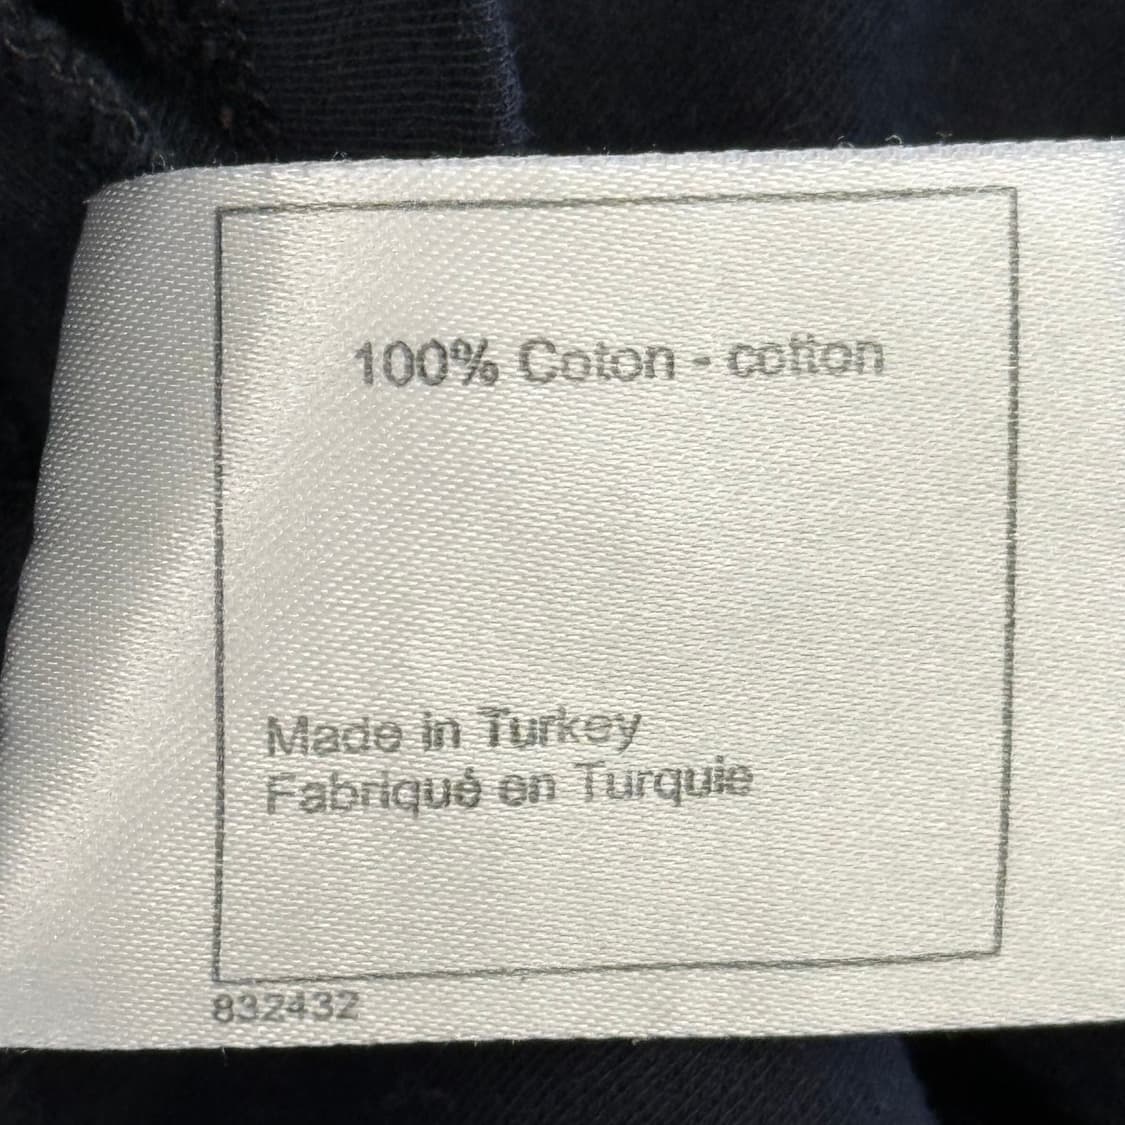 100% Coton - cotton
Made in Turkey
Fabriqué en Turquie
832432